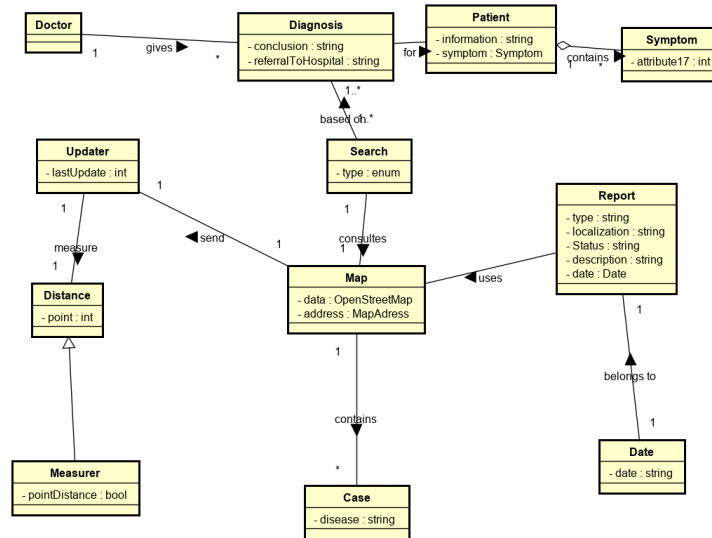 Doctor
1
gives
*
Diagnosis
- conclusion : string
- referralToHospital : string
for
Patient
- information : string
- symptom : Symptom
contains
1
*
Symptom
- attribute17 : int
1..*
based on
Updater
- lastUpdate : int
1
1
Search
- type : enum
1
consultes
1
send
1
measure
1
Distance
- point : int
Map
- data : OpenStreetMap
- address : MapAdress
1
uses
Report
- type : string
- localization : string
- Status : string
- description : string
- date : Date
1
belongs to
1
contains
*
Measurer
- pointDistance : bool
Case
- disease : string
Date
- date : string